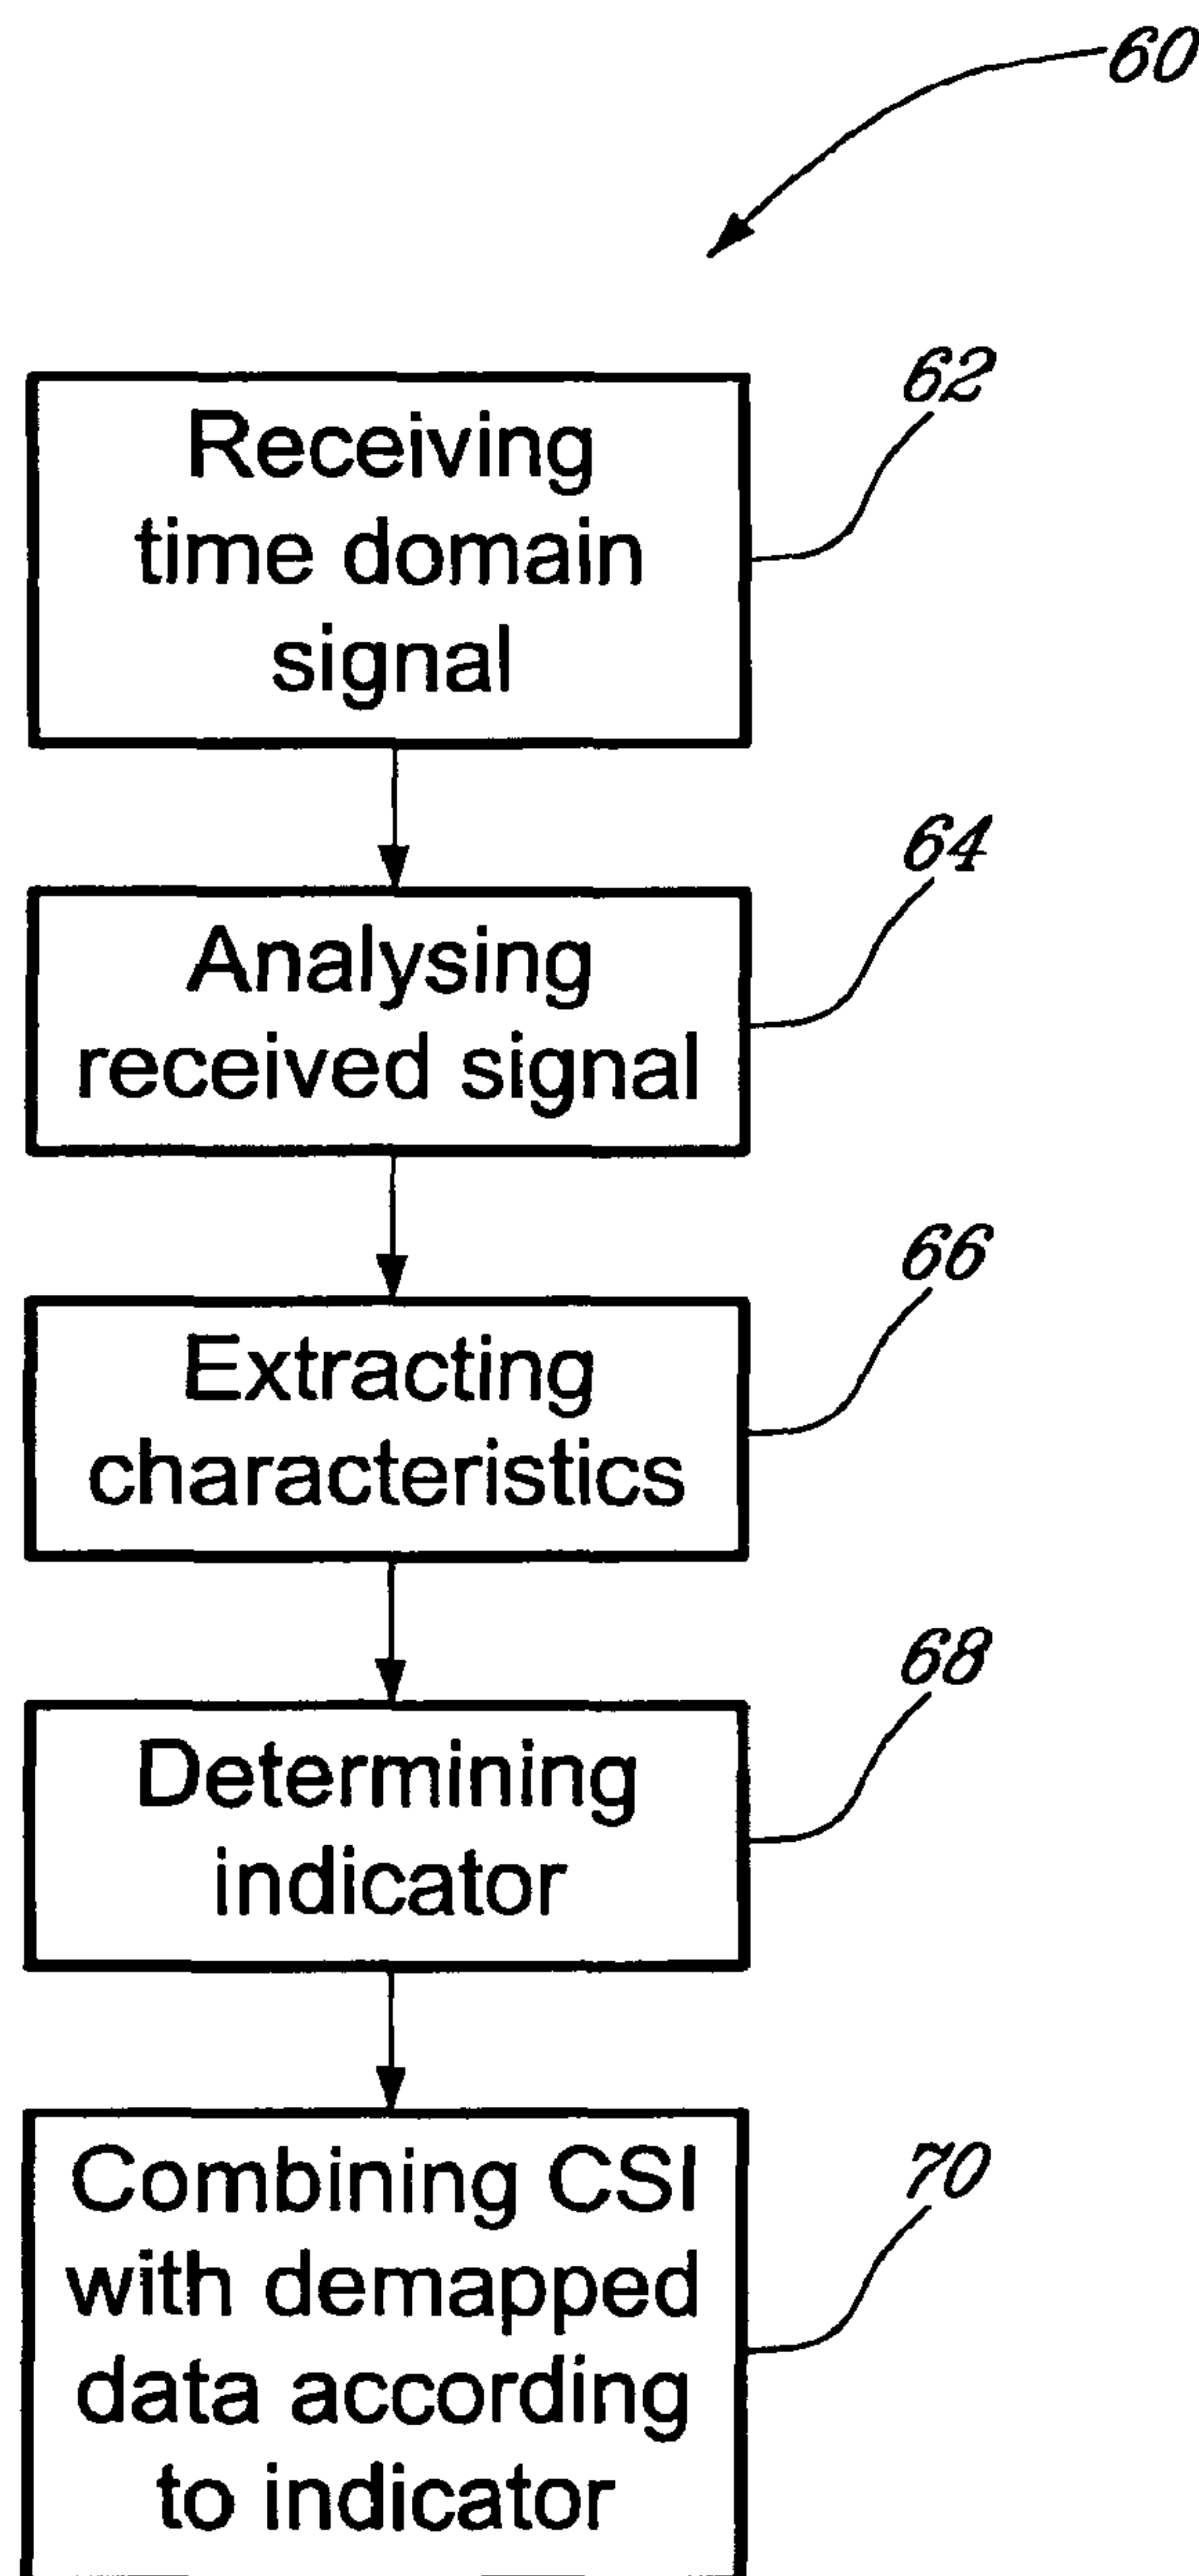 60
62
Receiving
time domain
signal
64
Analysing
received signal
66
Extracting
characteristics
68
Determining
indicator
70
Combining CSI
with demapped
data according
to indicator